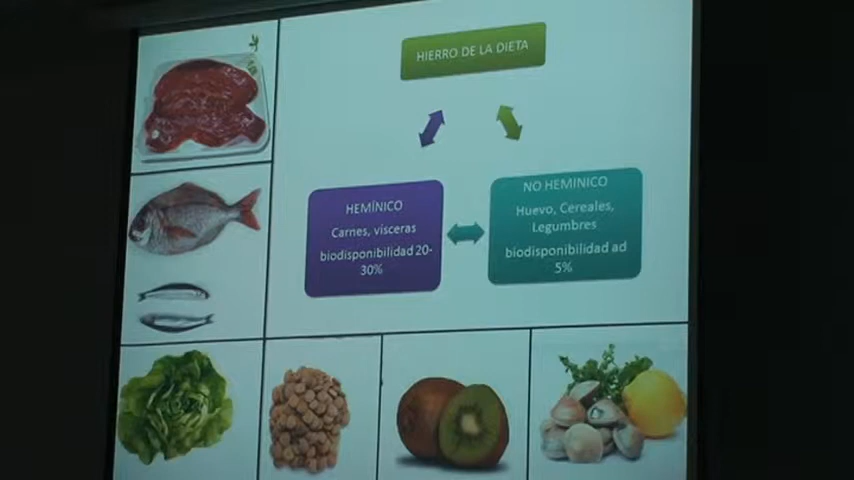 HIERRO DE LA DIETA
HEMÍNICO
Carnes, vísceras
biodisponibilidad 20-
30%
NO HEMINICO
Huevo, Cereales,
Legumbres
biodisponibilidad ad
5%